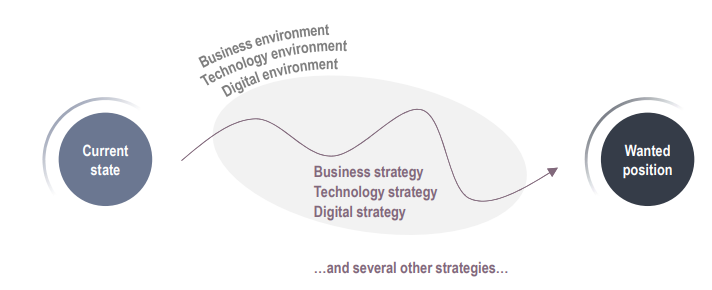 Business environment
Technology environment
Digital environment
Current
state
Wanted
position
Business strategy
Technology strategy
Digital strategy
…and several other strategies…